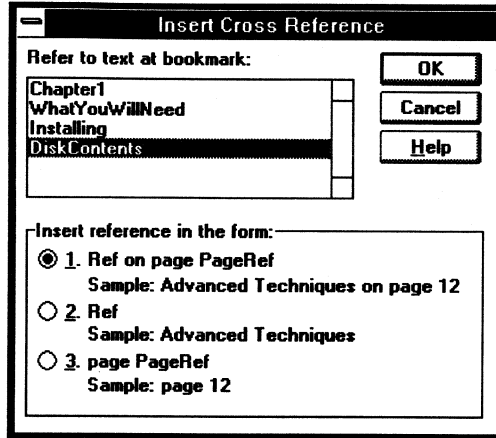 Insert Cross Reference
Refer to text at bookmark:
Chapter1
WhatYouWillNeed
Installing
DiskContents
OK
Cancel
Help
Insert reference in the form:
1. Ref on page PageRef
Sample: Advanced Techniques on page 12
2. Ref
Sample: Advanced Techniques
3. page PageRef
Sample: page 12